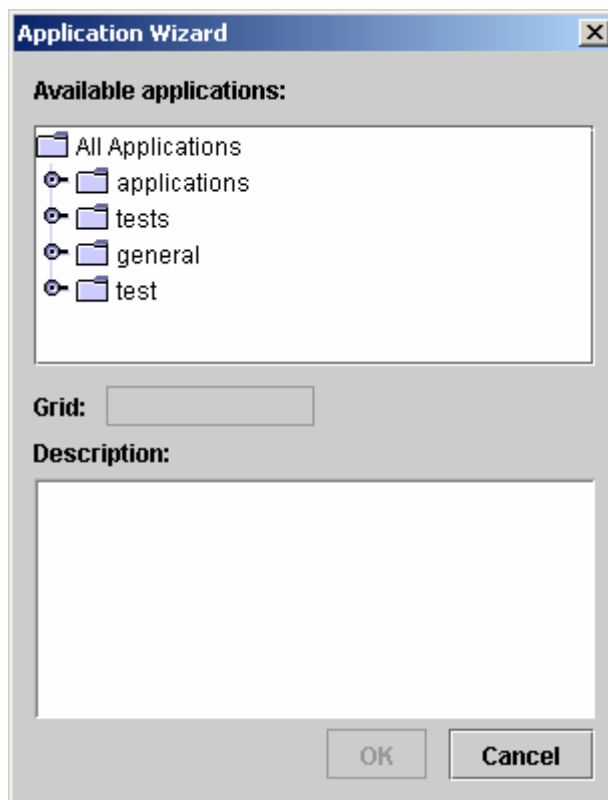 Application Wizard
Available applications:
All Applications
applications
tests
general
test
Grid:
Description:
OK Cancel